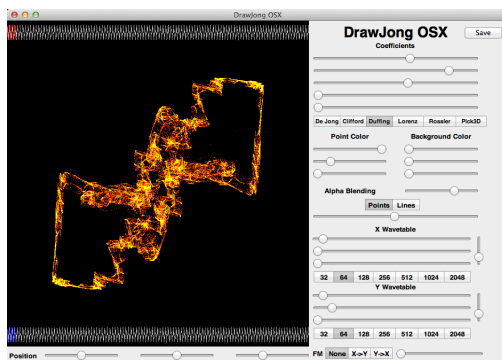 DrawJong OSX
DrawJong OSX Save
Coefficients
De Jong Clifford Duffing Lorenz Rossler Pick3D
Point Color Background Color
Alpha Blending
Points Lines
X Wavetable
32 64 128 256 512 1024 2048
Y Wavetable
32 64 128 256 512 1024 2048
Position FM None X->Y Y->X